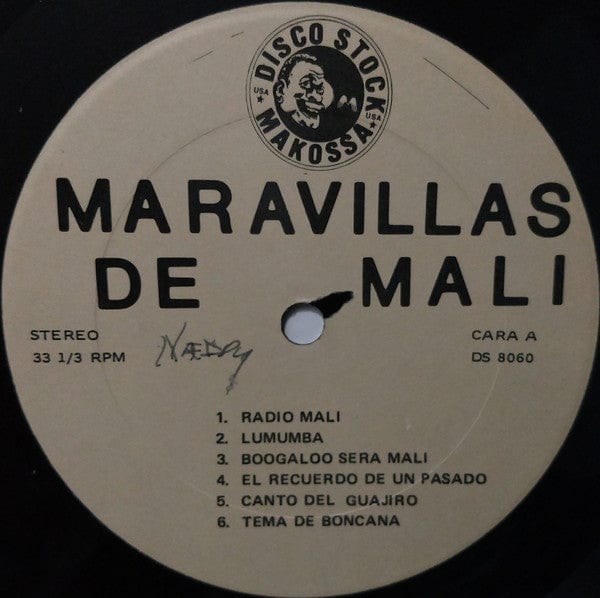 DISCO STOCK
USA USA
MAKOSSA
MARAVILLAS
DE MALI
STEREO
33 1/3 RPM
CARA A
DS 8060
1. RADIO MALI
2. LUMUMBA
3. BOOGALOO SERA MALI
4. EL RECUERDO DE UN PASADO
5. CANTO DEL GUAJIRO
6. TEMA DE BONCANA